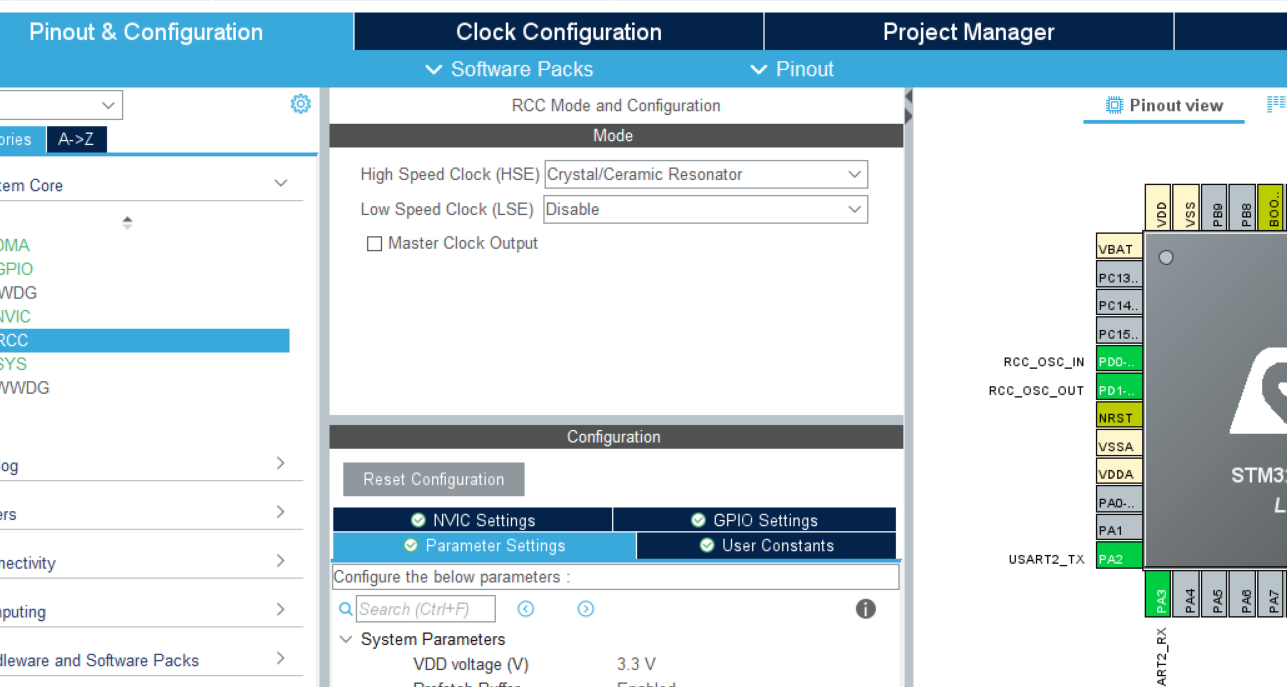 Pinout & Configuration
Clock Configuration
Project Manager
Software Packs
Pinout
ories
A->Z
tem Core
DMA
GPIO
WDG
NVIC
RCC
SYS
WWDG
log
ers
nectivity
puting
dleware and Software Packs
RCC Mode and Configuration
Mode
High Speed Clock (HSE) Crystal/Ceramic Resonator
Low Speed Clock (LSE) Disable
Master Clock Output
Configuration
Reset Configuration
NVIC Settings
GPIO Settings
Parameter Settings
User Constants
Configure the below parameters :
Search (Ctrl+F)
System Parameters
VDD voltage (V) 3.3 V
Prefetch Buffer Enabled
Pinout view
VDD
VSS
PB9
PB8
BOO..
VBAT
PC13..
PC14..
PC15..
RCC_OSC_IN PD0-..
RCC_OSC_OUT PD1-..
NRST
VSSA
VDDA
PA0-..
PA1
USART2_TX PA2
STM3
L
PA3
PA4
PA5
PA6
PA7
ART2_RX